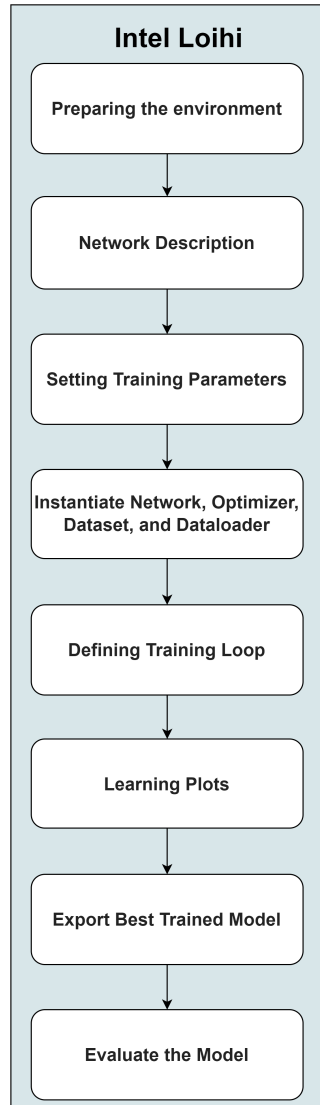 Intel Loihi
Preparing the environment
Network Description
Setting Training Parameters
Instantiate Network, Optimizer,
Dataset, and Dataloader
Defining Training Loop
Learning Plots
Export Best Trained Model
Evaluate the Model